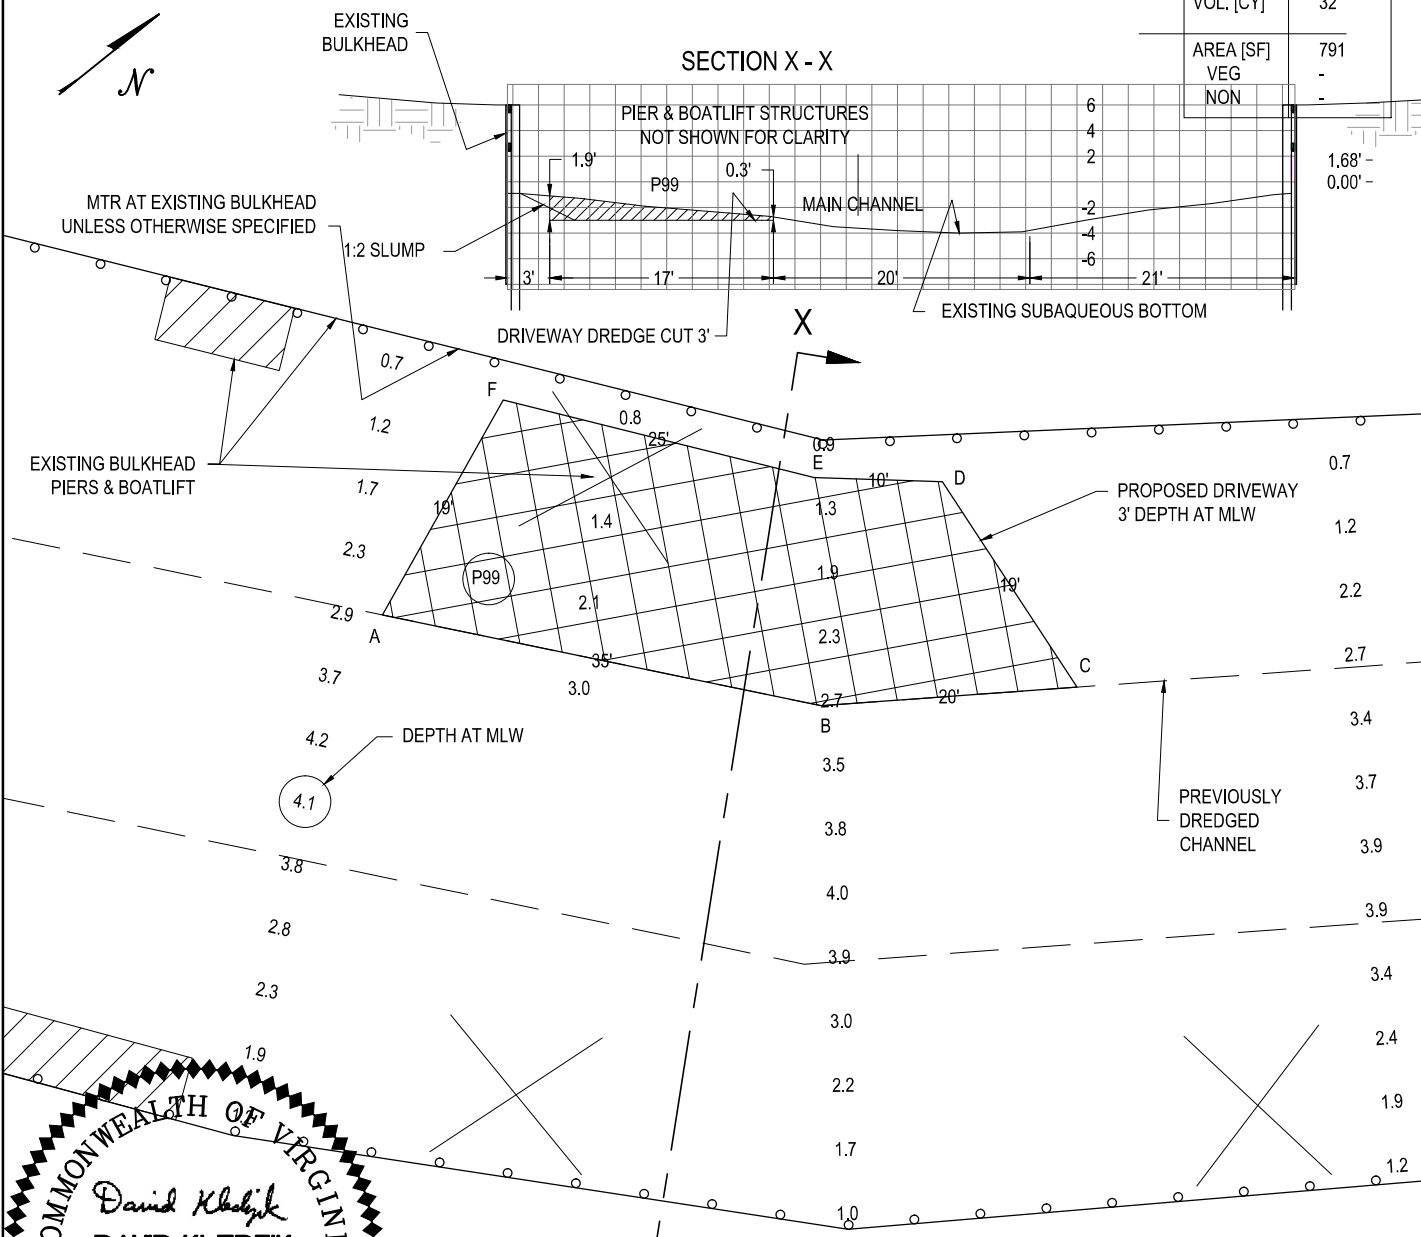 EXISTING
BULKHEAD
N
SECTION X - X
VOL. [CY] 32
AREA [SF] 791
VEG -
NON -
PIER & BOATLIFT STRUCTURES
NOT SHOWN FOR CLARITY
6
4
2
-2
-4
-6
1.68'
0.00'
1.9'
0.3'
P99
MAIN CHANNEL
MTR AT EXISTING BULKHEAD
UNLESS OTHERWISE SPECIFIED
1:2 SLUMP
3'
17'
20'
21'
DRIVEWAY DREDGE CUT 3'
EXISTING SUBAQUEOUS BOTTOM
X
0.7
F
1.2
0.8
25'
0.9
E
10'
D
0.7
EXISTING BULKHEAD
PIERS & BOATLIFT
1.7
19'
1.4
1.3
PROPOSED DRIVEWAY
3' DEPTH AT MLW
1.2
2.3
P99
1.9
19'
2.2
2.9
A
2.1
2.3
C
2.7
3.7
35'
3.0
2.7
20'
B
3.4
4.2
DEPTH AT MLW
3.5
3.7
4.1
3.8
PREVIOUSLY
DREDGED
CHANNEL
3.9
3.8
4.0
3.9
2.8
3.9
3.4
2.3
3.0
2.4
1.9
2.2
1.9
1.7
1.2
1.0
COMMONWEALTH OF VIRGINI
David Kledzik